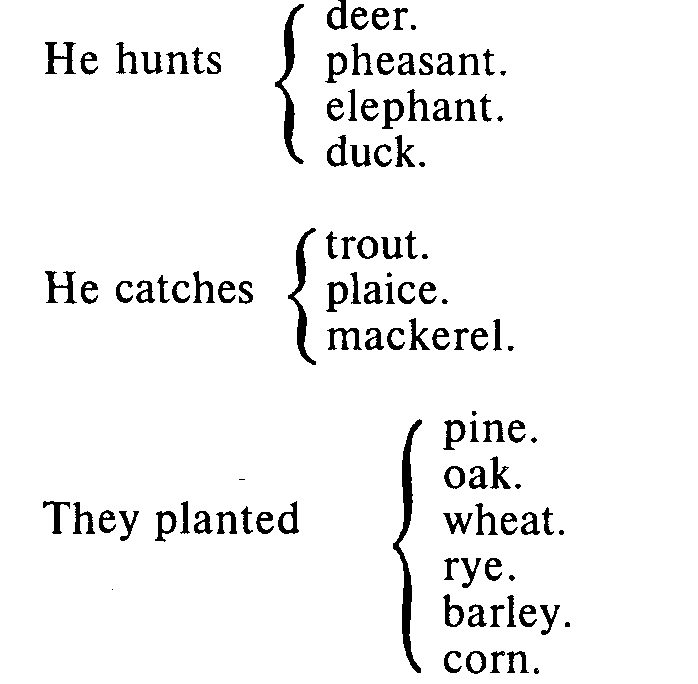 He hunts
deer.
pheasant.
elephant.
duck.
He catches
trout.
plaice.
mackerel.
They planted
pine.
oak.
wheat.
rye.
barley.
corn.